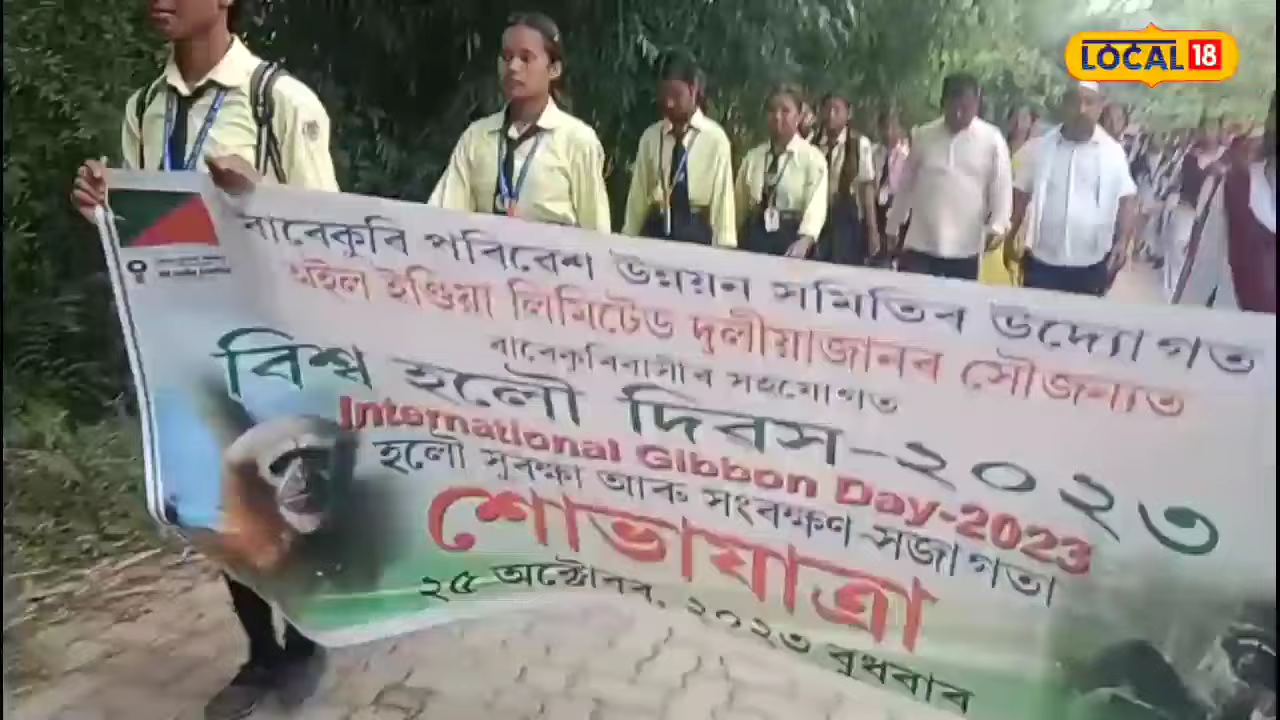 LOCAL 18
বাৰেকুৰি পৰিবেশ উন্নয়ন সমিতিৰ উদ্যোগত
অইল ইণ্ডিয়া লিমিটেড দুলীয়াজানৰ সৌজন্যত
বাৰেকুৰিবাসীৰ সহযোগত
বিশ্ব হলৌ দিৱস-২০২৩
International Gibbon Day-2023
হলৌ সুৰক্ষা আৰু সংৰক্ষণ সজাগতা
শোভাযাত্ৰা
২৫ অক্টোবৰ, ২০২৩ বুধবাৰ